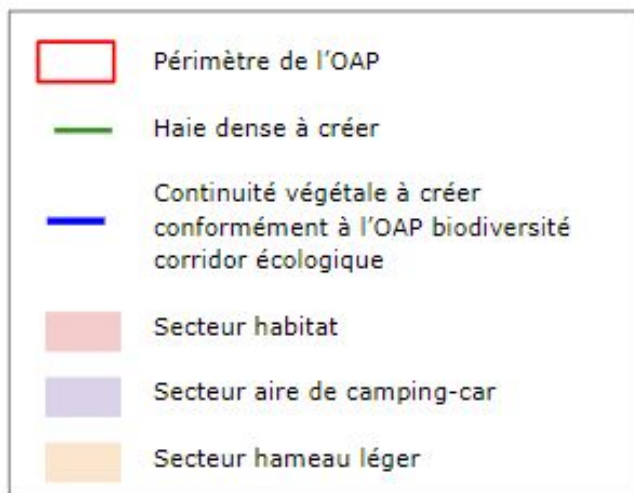 Périmètre de l'OAP
Haie dense à créer
Continuité végétale à créer
conformément à l'OAP biodiversité
corridor écologique
Secteur habitat
Secteur aire de camping-car
Secteur hameau léger